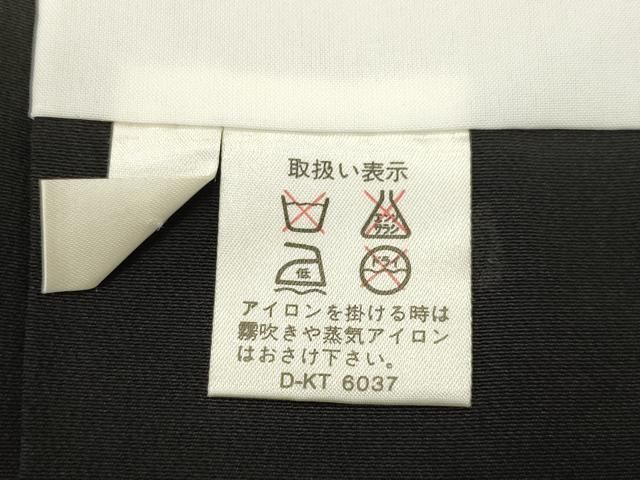 取扱い表示
エンソ
サラシ
低
ドライ
アイロンを掛ける時は
霧吹きや蒸気アイロン
はおさけ下さい。
D-KT 6037